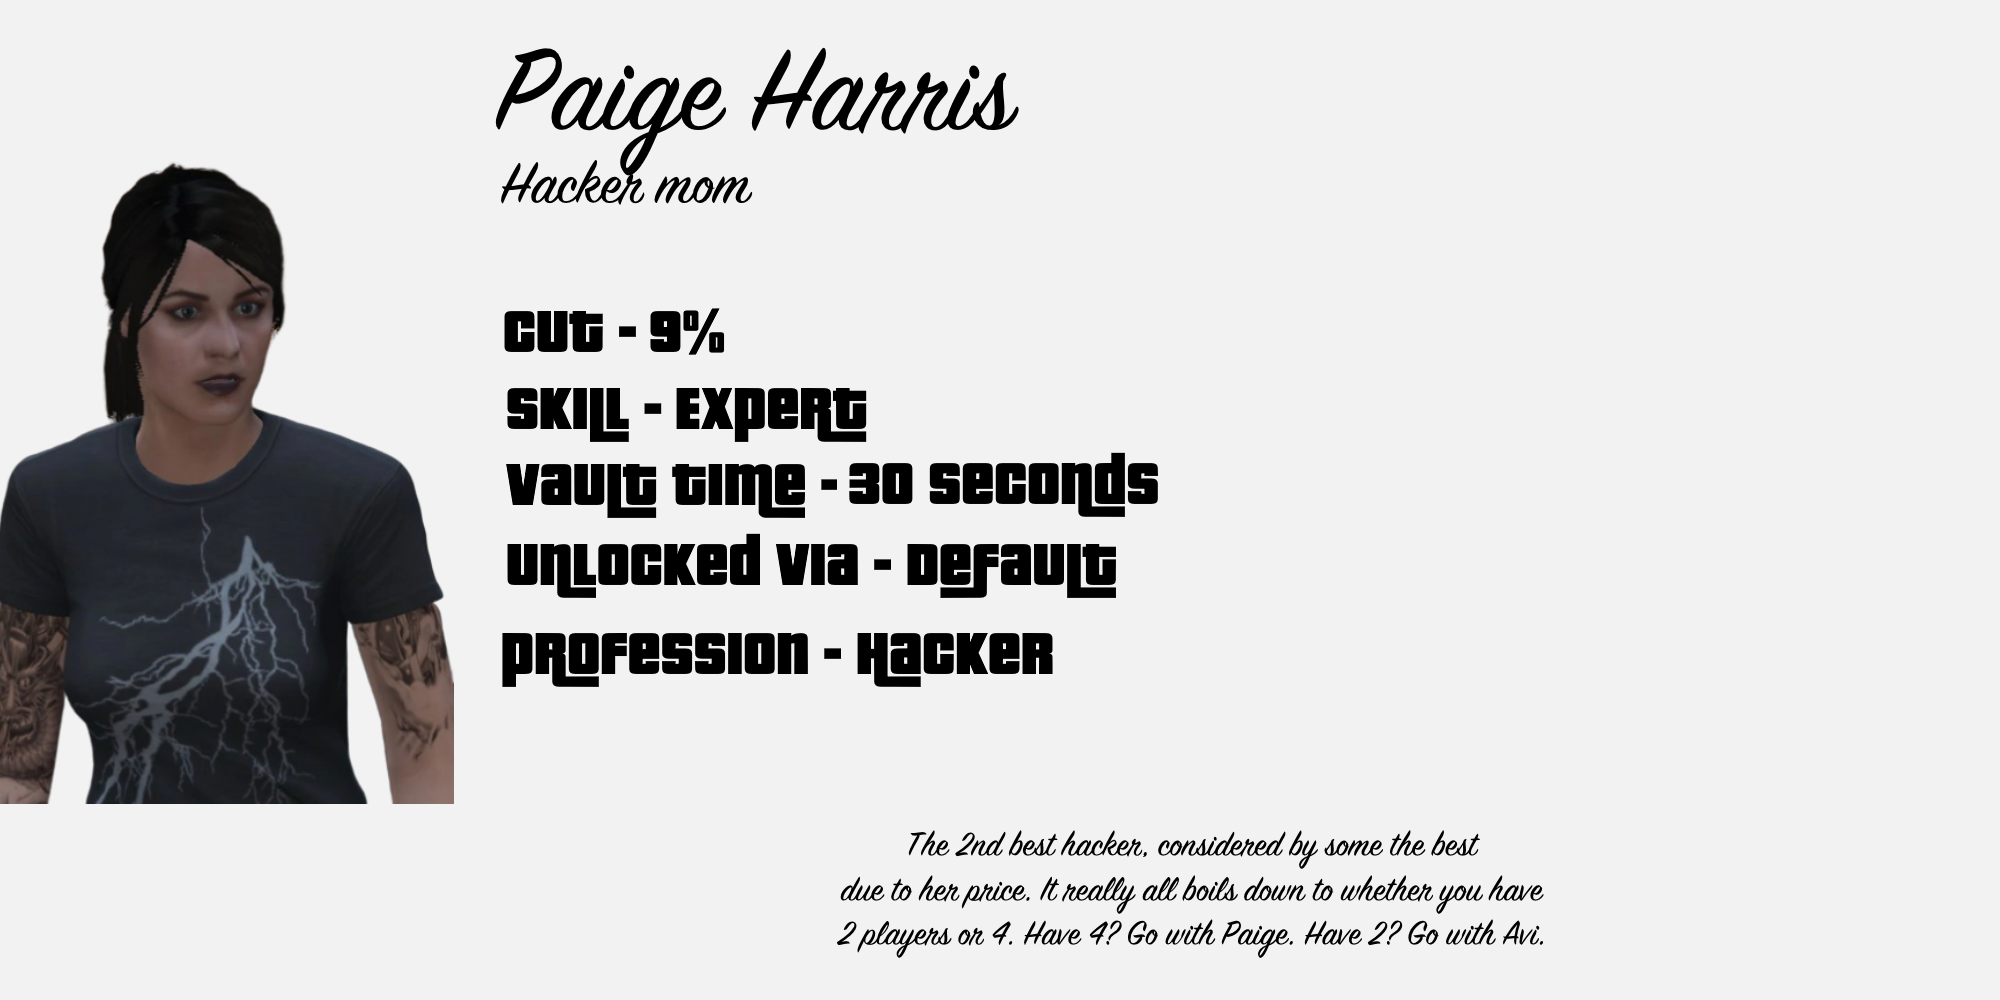 Paige Harris
Hacker mom
Cut - 9%
Skill - Expert
Vault time - 30 seconds
Unlocked via - Default
Profession - Hacker
The 2nd best hacker, considered by some the best
due to her price. It really all boils down to whether you have
2 players or 4. Have 4? Go with Paige. Have 2? Go with Avi.